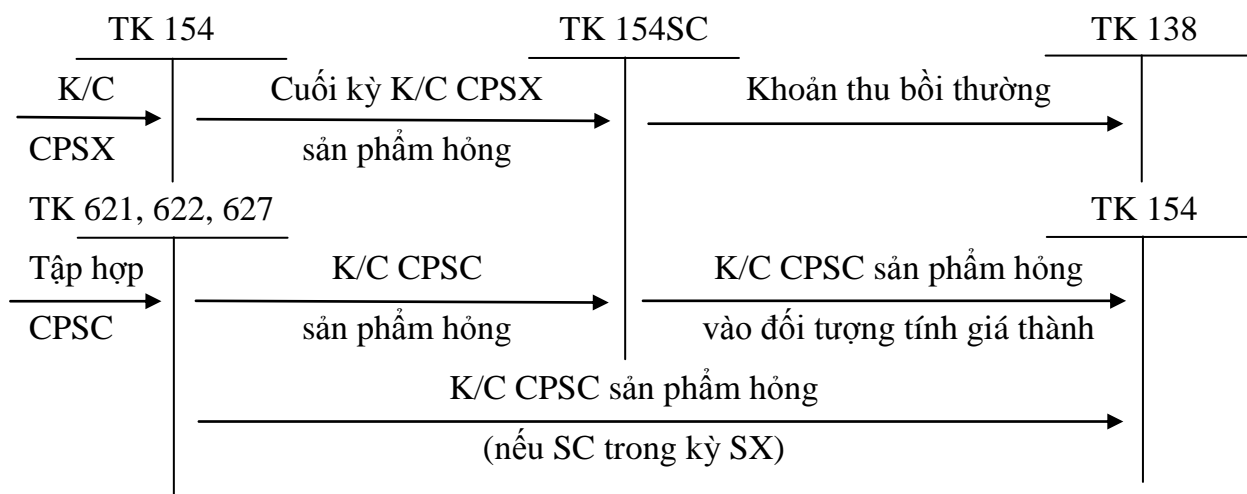 TK 154 TK 154SC TK 138
K/C Cuối kỳ K/C CPSX Khoản thu bồi thường
CPSX sản phẩm hỏng
TK 621, 622, 627 TK 154
Tập hợp K/C CPSC K/C CPSC sản phẩm hỏng
CPSC sản phẩm hỏng vào đối tượng tính giá thành
K/C CPSC sản phẩm hỏng
(nếu SC trong kỳ SX)